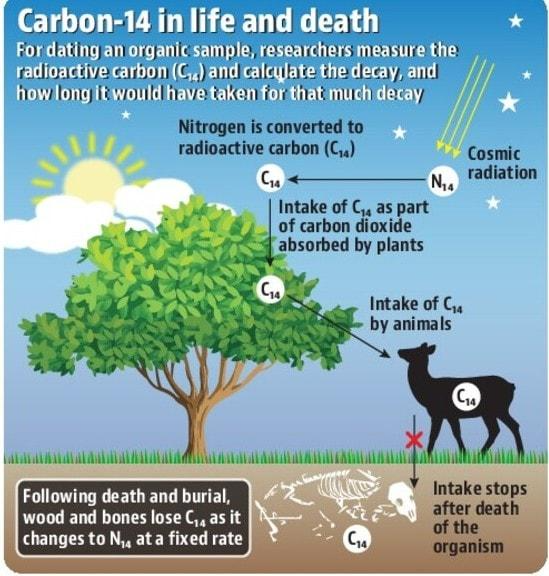 Carbon-14 in life and death
For dating an organic sample, researchers measure the
radioactive carbon (C₁₄) and calculate the decay, and
how long it would have taken for that much decay
Nitrogen is converted to
radioactive carbon (C₁₄)
Cosmic
radiation
N₁₄
C₁₄
Intake of C₁₄ as part
of carbon dioxide
absorbed by plants
C₁₄
Intake of C₁₄
by animals
C₁₄
Following death and burial,
wood and bones lose C₁₄ as it
changes to N₁₄ at a fixed rate
C₁₄
Intake stops
after death
of the
organism